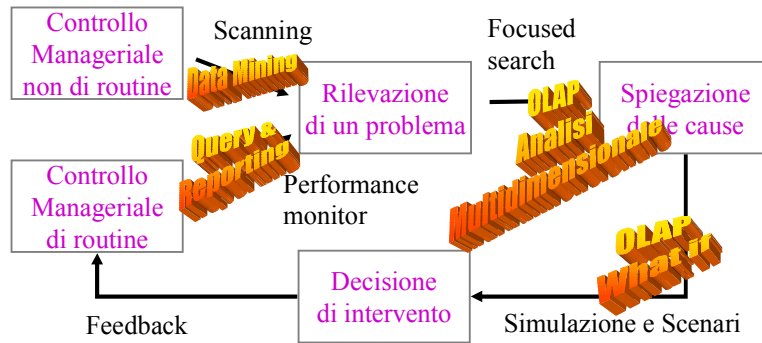 Controllo
Manageriale
non di routine
Scanning
Data Mining
Rilevazione
di un problema
Focused
search
OLAP
Analisi
Multidimensionale
Spiegazione
delle cause
Controllo
Manageriale
di routine
Query &
Reporting
Performance
monitor
OLAP
What if
Decisione
di intervento
Feedback
Simulazione e Scenari